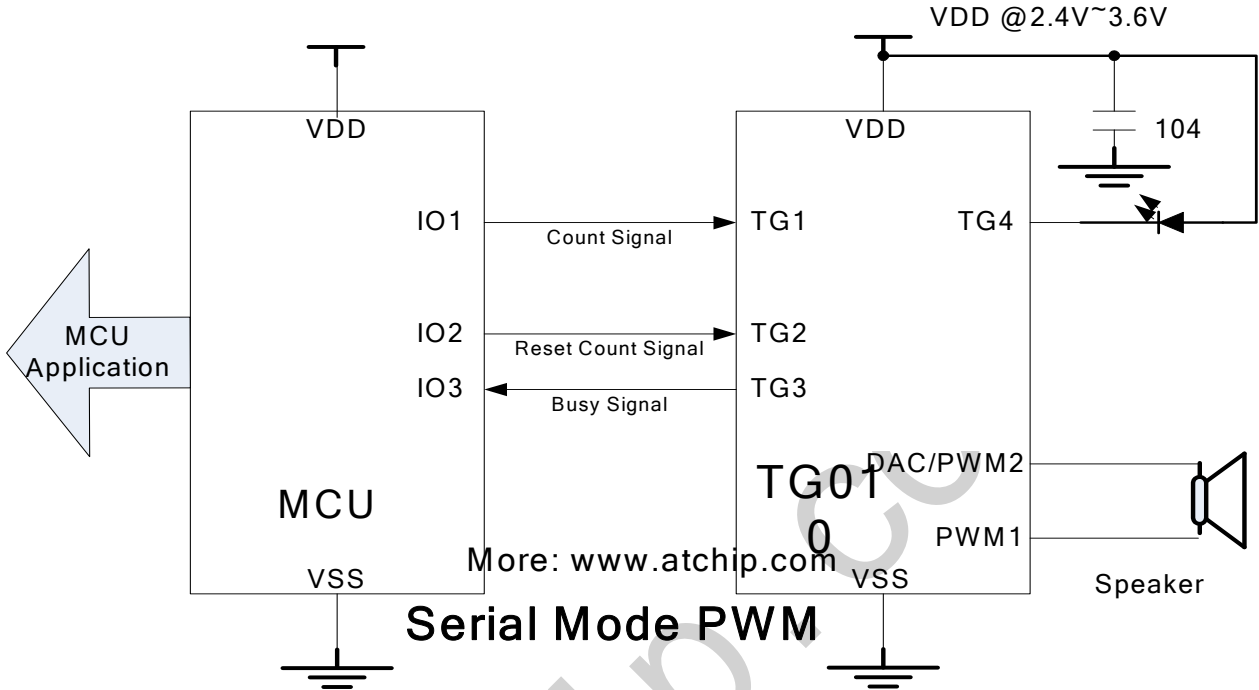 VDD @2.4V~3.6V
VDD
VDD
104
IO1
Count Signal
TG1
TG4
MCU
Application
IO2
Reset Count Signal
TG2
IO3
Busy Signal
TG3
DAC/PWM2
TG01
0
MCU
PWM1
More: www.atchip.com
VSS
VSS
Speaker
Serial Mode PWM